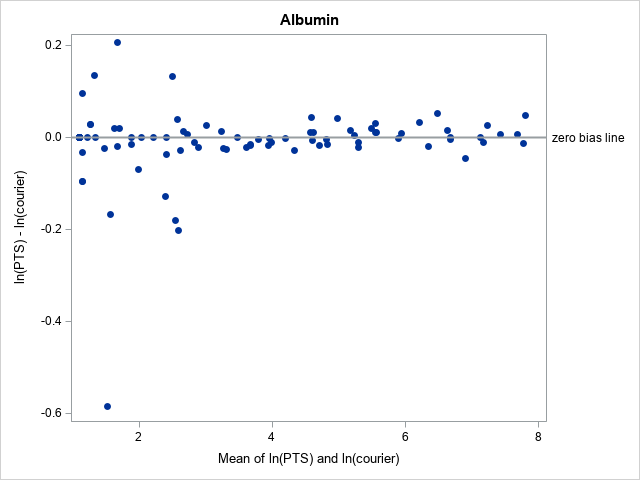 Albumin
ln(PTS) - ln(courier)
0.2
0.0
-0.2
-0.4
-0.6
zero bias line
2 4 6 8
Mean of ln(PTS) and ln(courier)